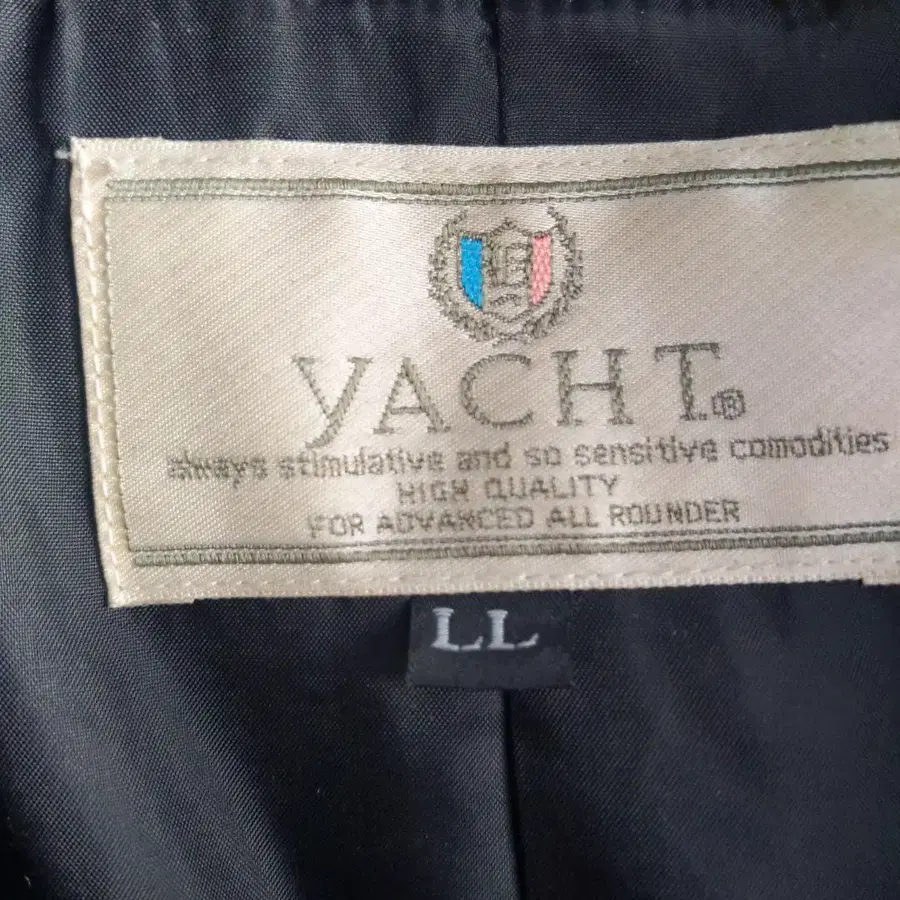 YACHT®
always stimulative and so sensitive comodities
HIGH QUALITY
FOR ADVANCED ALL ROUNDER
LL